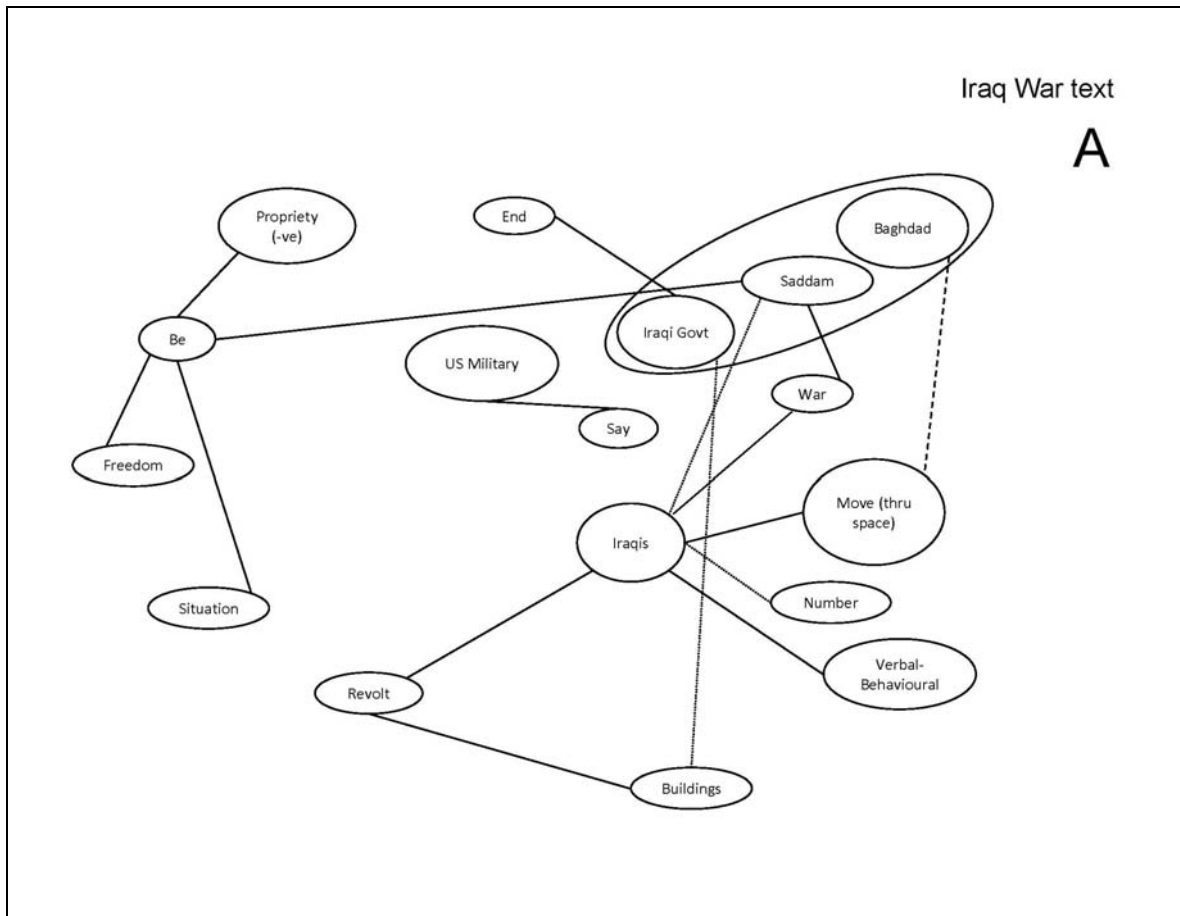 Iraq War text
A
Propriety
(-ve)
End
Baghdad
Saddam
Iraqi Govt
Be
US Military
War
Say
Freedom
Move (thru
space)
Iraqis
Number
Situation
Verbal-
Behavioural
Revolt
Buildings